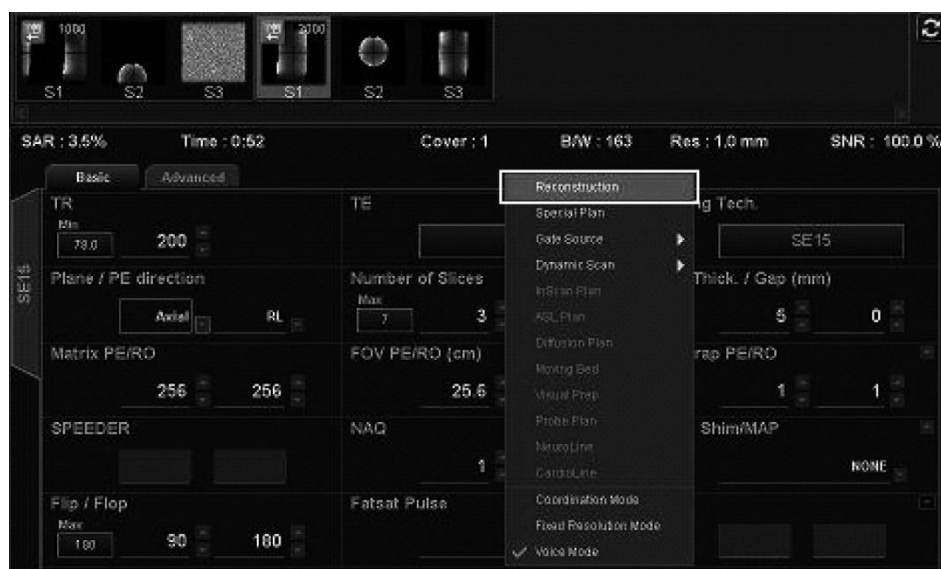 1000 2000
S1 S2 S3 S1 S2 S3
SAR : 3.5% Time : 0:52 Cover : 1 B/W : 163 Res : 1.0 mm SNR : 100.0 %
Basic Advanced
SE15
TR TE ng Tech.
Min
78.0 200 SE15
Plane / PE direction Number of Slices Thick. / Gap (mm)
Max
Axial RL 7 3 5 0
Matrix PE/RO FOV PE/RO (cm) rap PE/RO
256 256 25.6 1 1
SPEEDER NAQ Shim/MAP
1 NONE
Flip / Flop Fatsat Pulse
Max
180 90 180
Reconstruction
Special Plan
Gate Source
Dynamic Scan
InScan Plan
ASL Plan
Diffusion Plan
Moving Bed
Visual Prep
Probe Plan
NeuroLine
CardioLine
Coordination Mode
Fixed Resolution Mode
Voice Mode